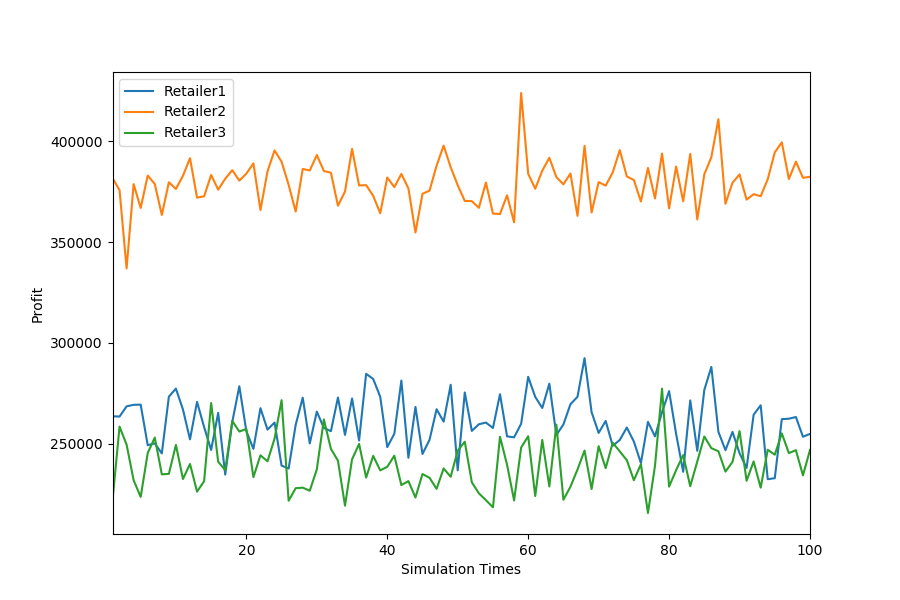 Retailer1
Retailer2
Retailer3
400000
350000
300000
250000
Profit
20 40 60 80 100
Simulation Times